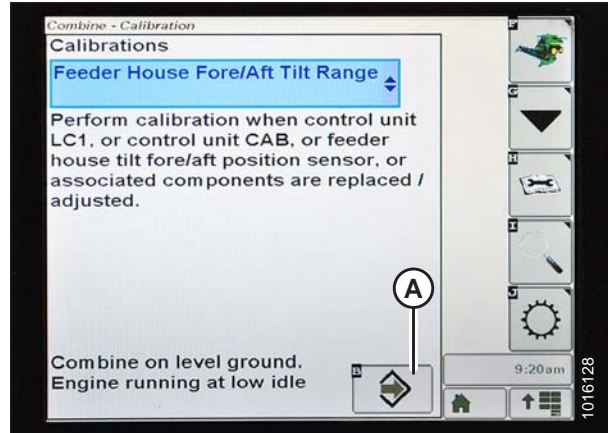 Combine - Calibration
Calibrations
Feeder House Fore/Aft Tilt Range
Perform calibration when control unit
LC1, or control unit CAB, or feeder
house tilt fore/aft position sensor, or
associated components are replaced /
adjusted.
Combine on level ground.
Engine running at low idle
A
B
F
G
H
I
J
9:20am
1016128